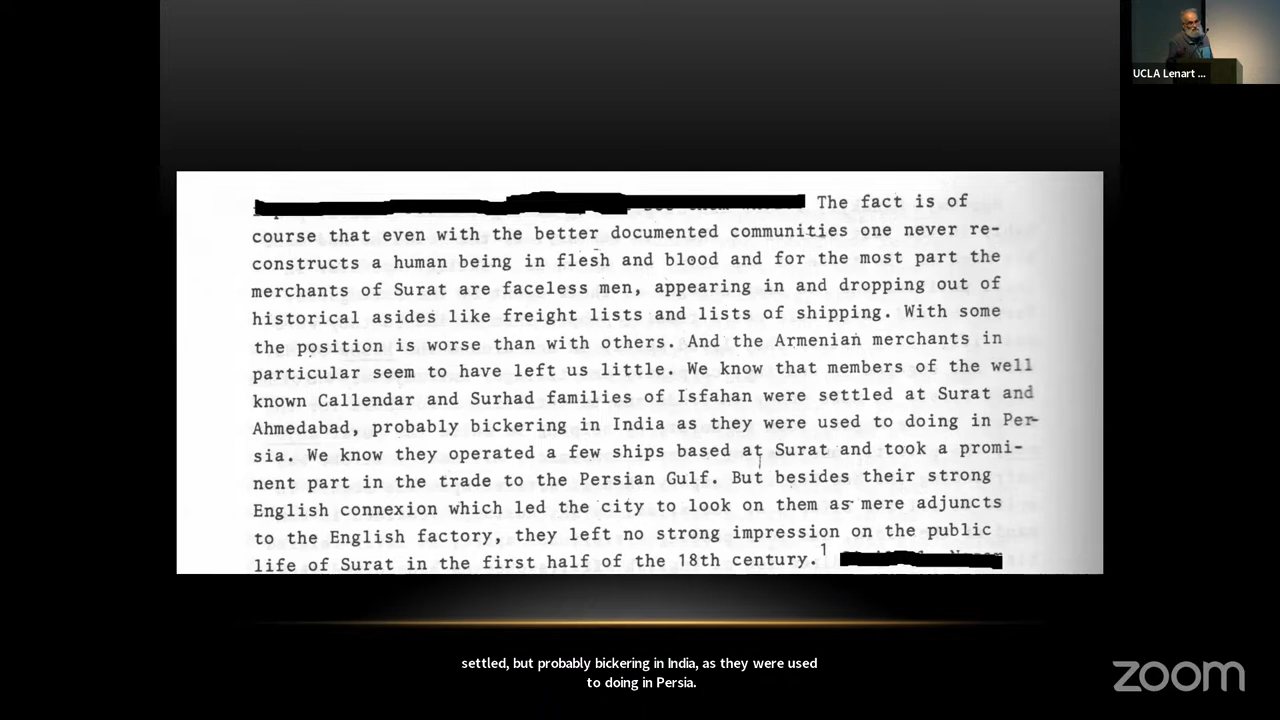 UCLA Lenart ...
The fact is of
course that even with the better documented communities one never re-
constructs a human being in flesh and blood and for the most part the
merchants of Surat are faceless men, appearing in and dropping out of
historical asides like freight lists and lists of shipping. With some
the position is worse than with others. And the Armenian merchants in
particular seem to have left us little. We know that members of the well
known Callendar and Surhad families of Isfahan were settled at Surat and
Ahmedabad, probably bickering in India as they were used to doing in Per-
sia. We know they operated a few ships based at Surat and took a promi-
nent part in the trade to the Persian Gulf. But besides their strong
English connexion which led the city to look on them as mere adjuncts
to the English factory, they left no strong impression on the public
life of Surat in the first half of the 18th century.1
settled, but probably bickering in India, as they were used
to doing in Persia.
zoom